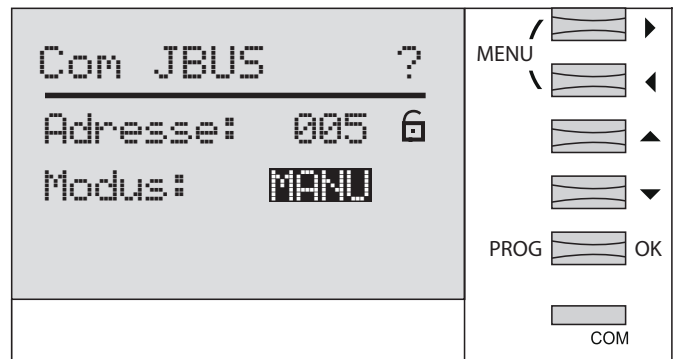 Com JBUS ?
Adresse: 005
Modus: MANU
MENU
PROG OK
COM